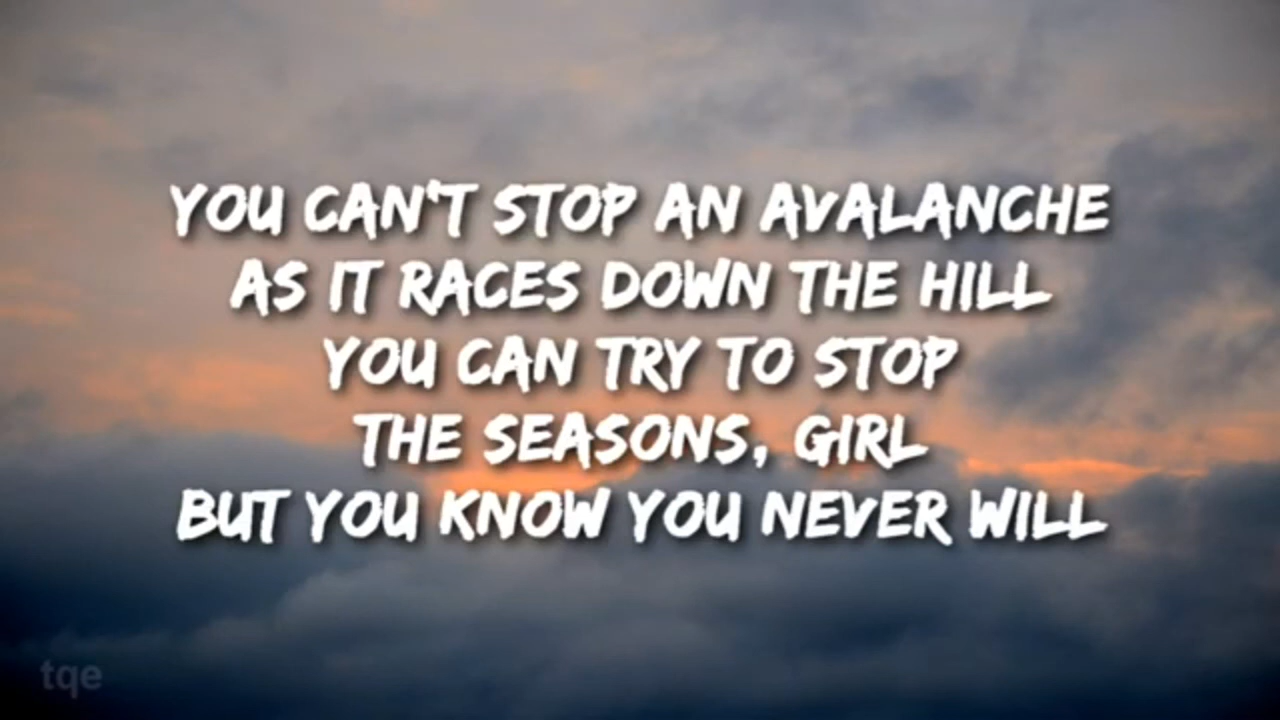 YOU CAN'T STOP AN AVALANCHE
AS IT RACES DOWN THE HILL
YOU CAN TRY TO STOP
THE SEASONS, GIRL
BUT YOU KNOW YOU NEVER WILL
tqe